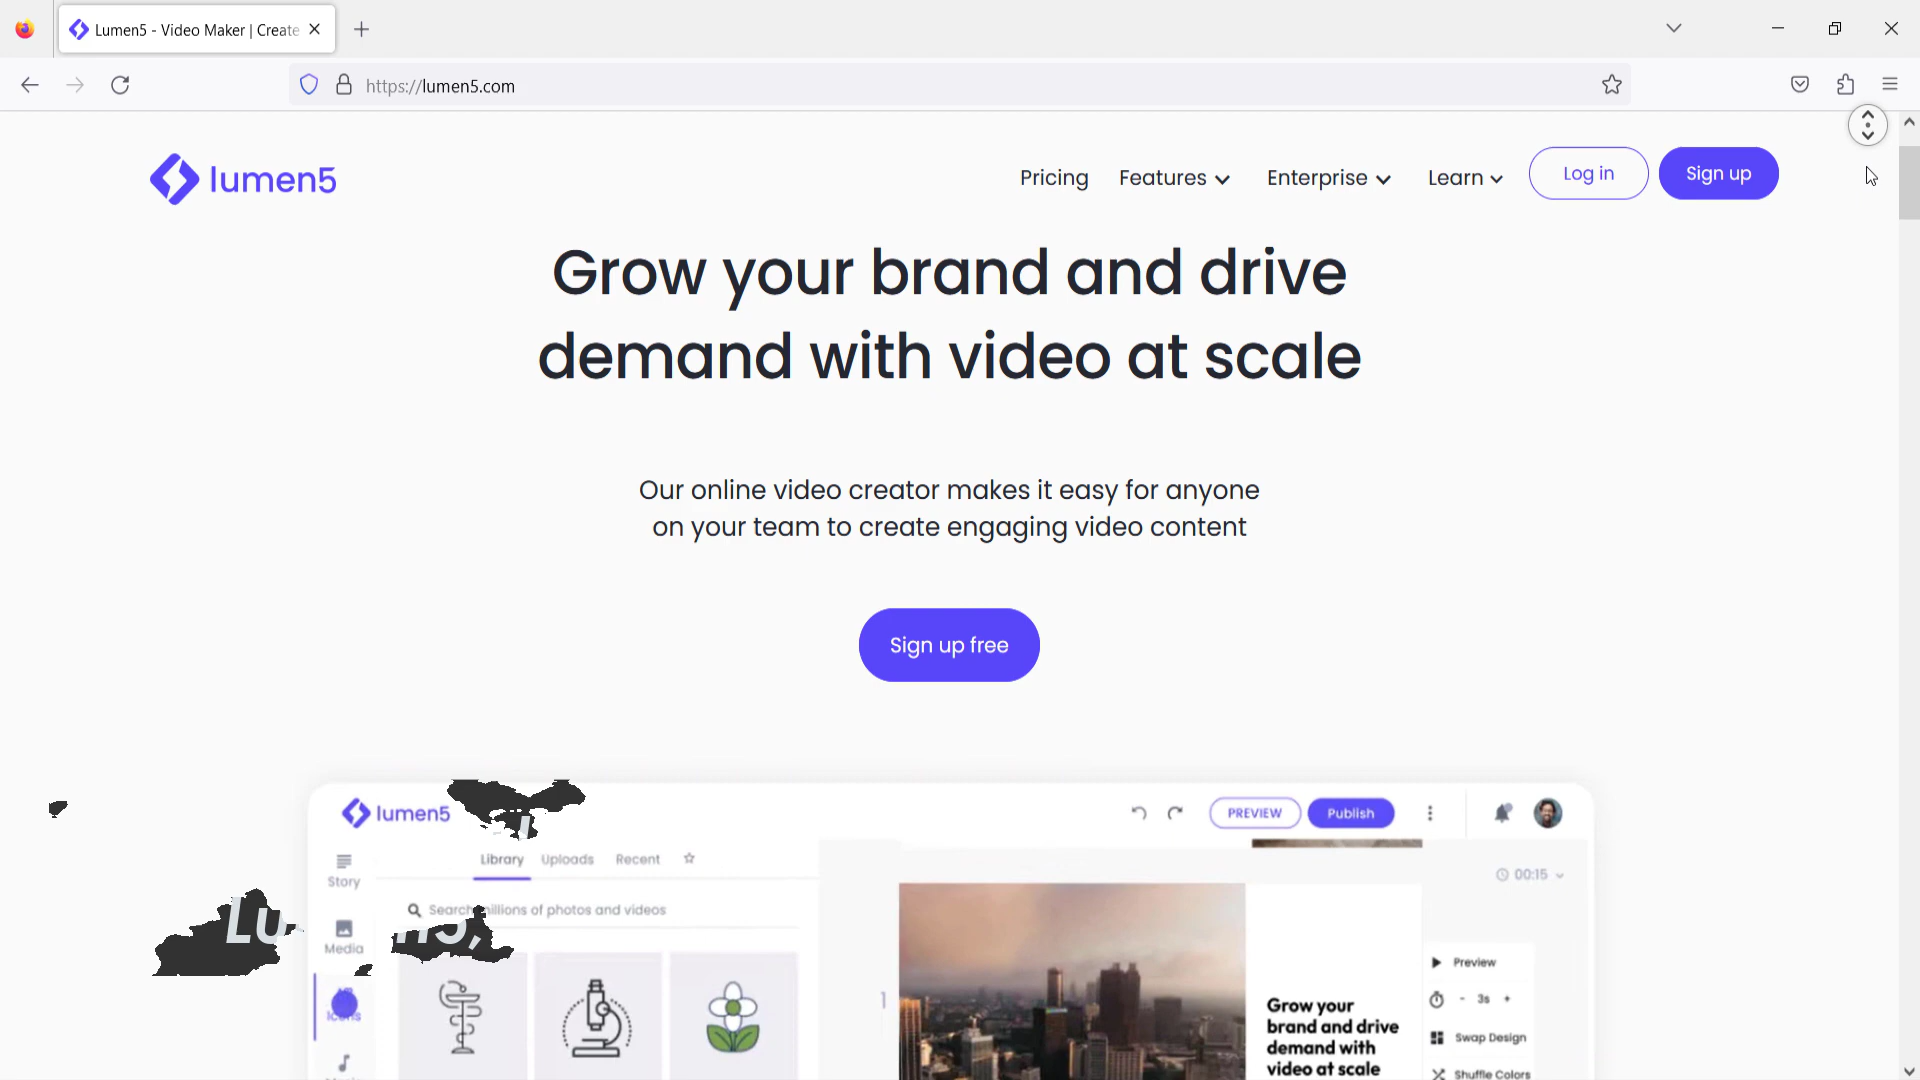 Lumen5 - Video Maker | Create
https://lumen5.com
lumen5
Pricing
Features
Enterprise
Learn
Log in
Sign up
Grow your brand and drive
demand with video at scale
Our online video creator makes it easy for anyone
on your team to create engaging video content
Sign up free
lumen5
PREVIEW
Publish
Library
Uploads
Recent
Story
00:15
Search millions of photos and videos
Media
Icons
1
Preview
- 3s +
Swap Design
Shuffle Colors
Grow your
brand and drive
demand with
video at scale